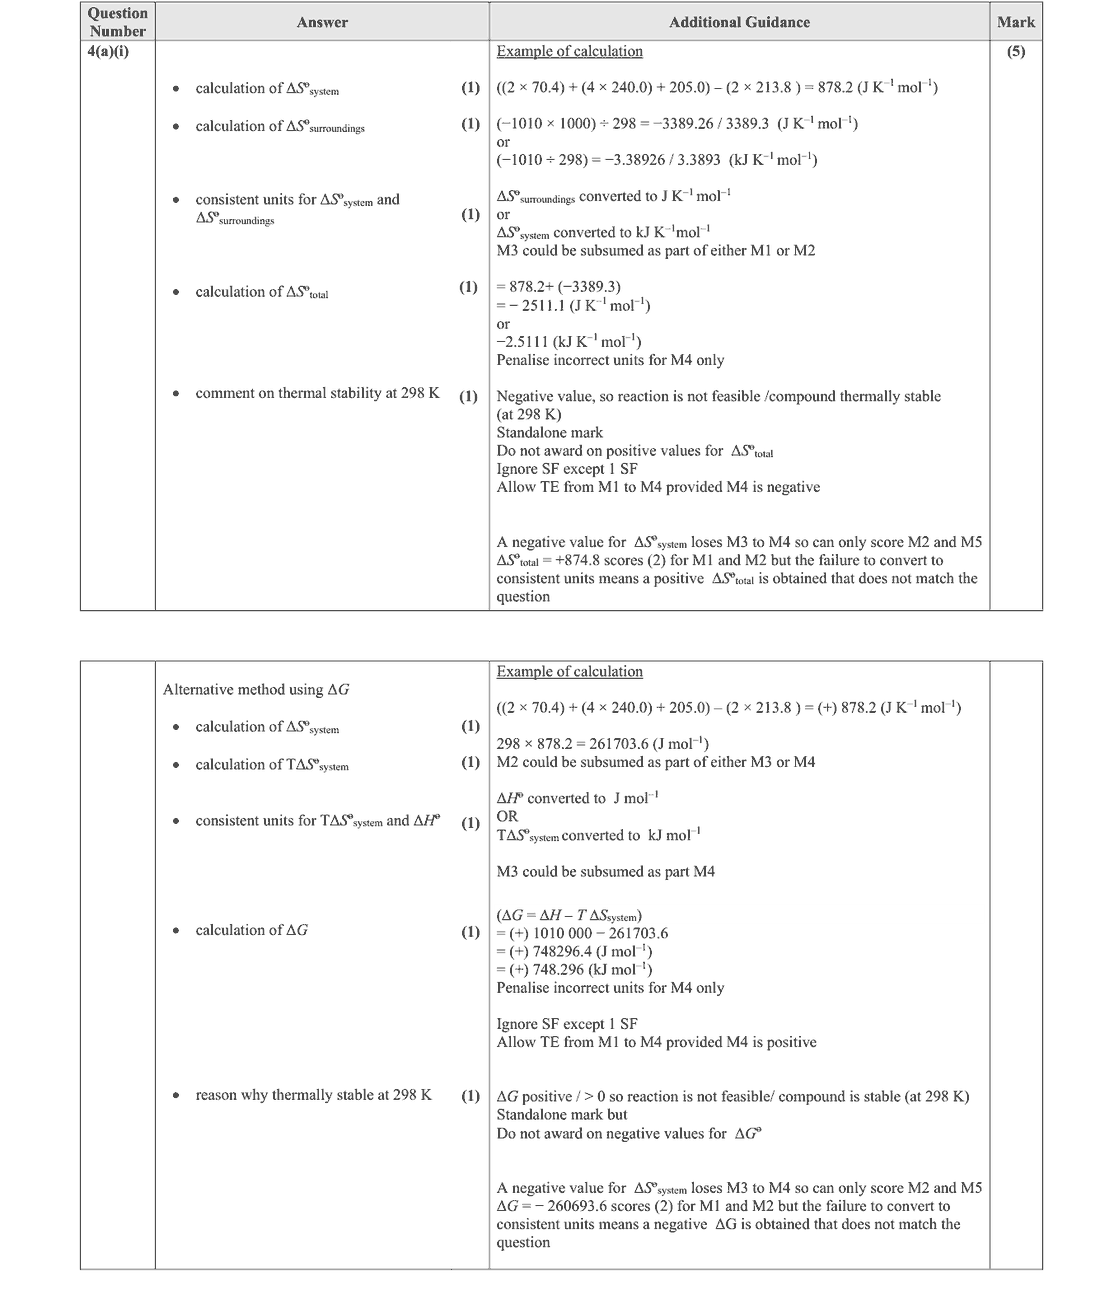 Question Number
Answer
Additional Guidance
Mark
4(a)(i)
Example of calculation
(5)
• calculation of ΔS⦵system (1)
((2 × 70.4) + (4 × 240.0) + 205.0) – (2 × 213.8 ) = 878.2 (J K⁻¹ mol⁻¹)
• calculation of ΔS⦵surroundings (1)
(−1010 × 1000) ÷ 298 = −3389.26 / 3389.3 (J K⁻¹ mol⁻¹)
or
(−1010 ÷ 298) = −3.38926 / 3.3893 (kJ K⁻¹ mol⁻¹)
• consistent units for ΔS⦵system and
ΔS⦵surroundings (1)
ΔS⦵surroundings converted to J K⁻¹ mol⁻¹
or
ΔS⦵system converted to kJ K⁻¹mol⁻¹
M3 could be subsumed as part of either M1 or M2
• calculation of ΔS⦵total (1)
= 878.2+ (−3389.3)
= − 2511.1 (J K⁻¹ mol⁻¹)
or
−2.5111 (kJ K⁻¹ mol⁻¹)
Penalise incorrect units for M4 only
• comment on thermal stability at 298 K (1)
Negative value, so reaction is not feasible /compound thermally stable
(at 298 K)
Standalone mark
Do not award on positive values for ΔS⦵total
Ignore SF except 1 SF
Allow TE from M1 to M4 provided M4 is negative
A negative value for ΔS⦵system loses M3 to M4 so can only score M2 and M5
ΔS⦵total = +874.8 scores (2) for M1 and M2 but the failure to convert to
consistent units means a positive ΔS⦵total is obtained that does not match the
question
Example of calculation
Alternative method using ΔG
((2 × 70.4) + (4 × 240.0) + 205.0) – (2 × 213.8 ) = (+) 878.2 (J K⁻¹ mol⁻¹)
• calculation of ΔS⦵system (1)
298 × 878.2 = 261703.6 (J mol⁻¹)
• calculation of TΔS⦵system (1)
M2 could be subsumed as part of either M3 or M4
ΔH⦵ converted to J mol⁻¹
• consistent units for TΔS⦵system and ΔH⦵ (1)
OR
TΔS⦵system converted to kJ mol⁻¹
M3 could be subsumed as part M4
(ΔG = ΔH – T ΔSsystem)
• calculation of ΔG (1)
= (+) 1010 000 − 261703.6
= (+) 748296.4 (J mol⁻¹)
= (+) 748.296 (kJ mol⁻¹)
Penalise incorrect units for M4 only
Ignore SF except 1 SF
Allow TE from M1 to M4 provided M4 is positive
• reason why thermally stable at 298 K (1)
ΔG positive / > 0 so reaction is not feasible/ compound is stable (at 298 K)
Standalone mark but
Do not award on negative values for ΔG⦵
A negative value for ΔS⦵system loses M3 to M4 so can only score M2 and M5
ΔG = − 260693.6 scores (2) for M1 and M2 but the failure to convert to
consistent units means a negative ΔG is obtained that does not match the
question